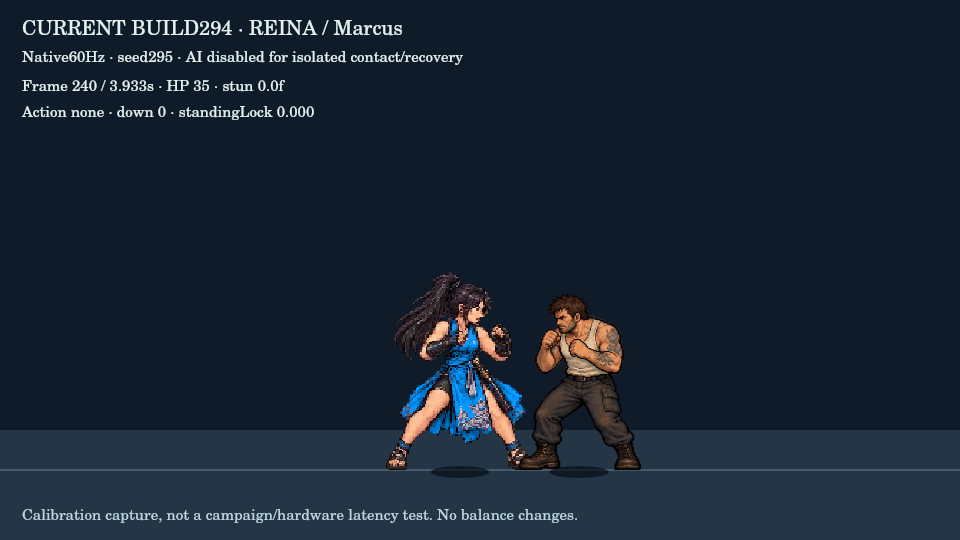 CURRENT BUILD294 · REINA / Marcus
Native60Hz · seed295 · AI disabled for isolated contact/recovery
Frame 240 / 3.933s · HP 35 · stun 0.0f
Action none · down 0 · standingLock 0.000
Calibration capture, not a campaign/hardware latency test. No balance changes.